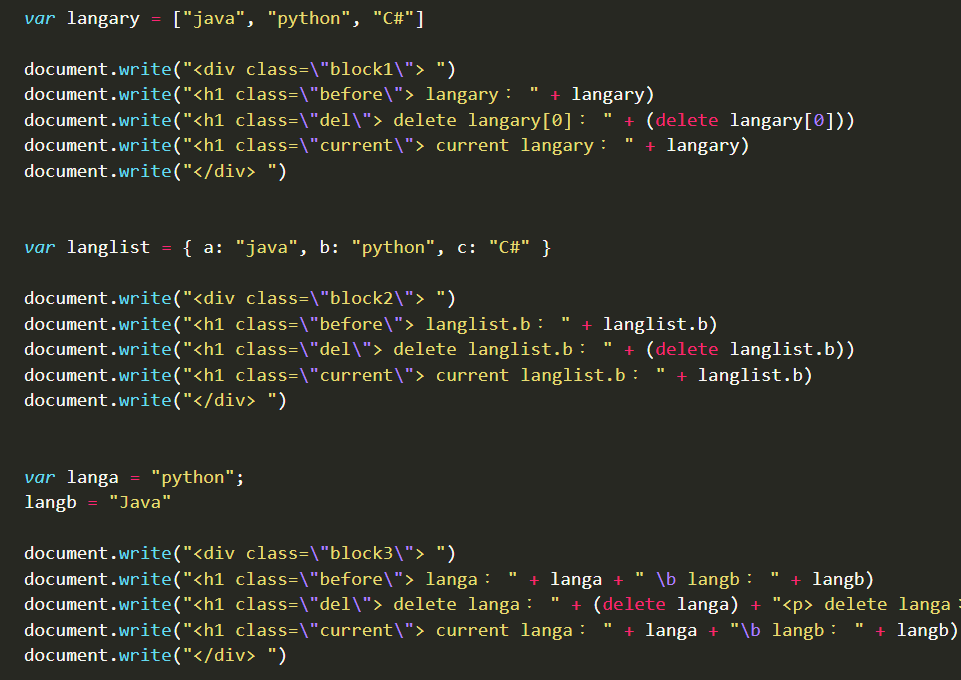 var langary = ["java", "python", "C#"]
document.write("<div class=\"block1\"> ")
document.write("<h1 class=\"before\"> langary： " + langary)
document.write("<h1 class=\"del\"> delete langary[0]： " + (delete langary[0]))
document.write("<h1 class=\"current\"> current langary： " + langary)
document.write("</div> ")
var langlist = { a: "java", b: "python", c: "C#" }
document.write("<div class=\"block2\"> ")
document.write("<h1 class=\"before\"> langlist.b： " + langlist.b)
document.write("<h1 class=\"del\"> delete langlist.b： " + (delete langlist.b))
document.write("<h1 class=\"current\"> current langlist.b： " + langlist.b)
document.write("</div> ")
var langa = "python";
langb = "Java"
document.write("<div class=\"block3\"> ")
document.write("<h1 class=\"before\"> langa： " + langa + " \b langb： " + langb)
document.write("<h1 class=\"del\"> delete langa： " + (delete langa) + "<p> delete langa：
document.write("<h1 class=\"current\"> current langa： " + langa + "\b langb： " + langb)
document.write("</div> ")